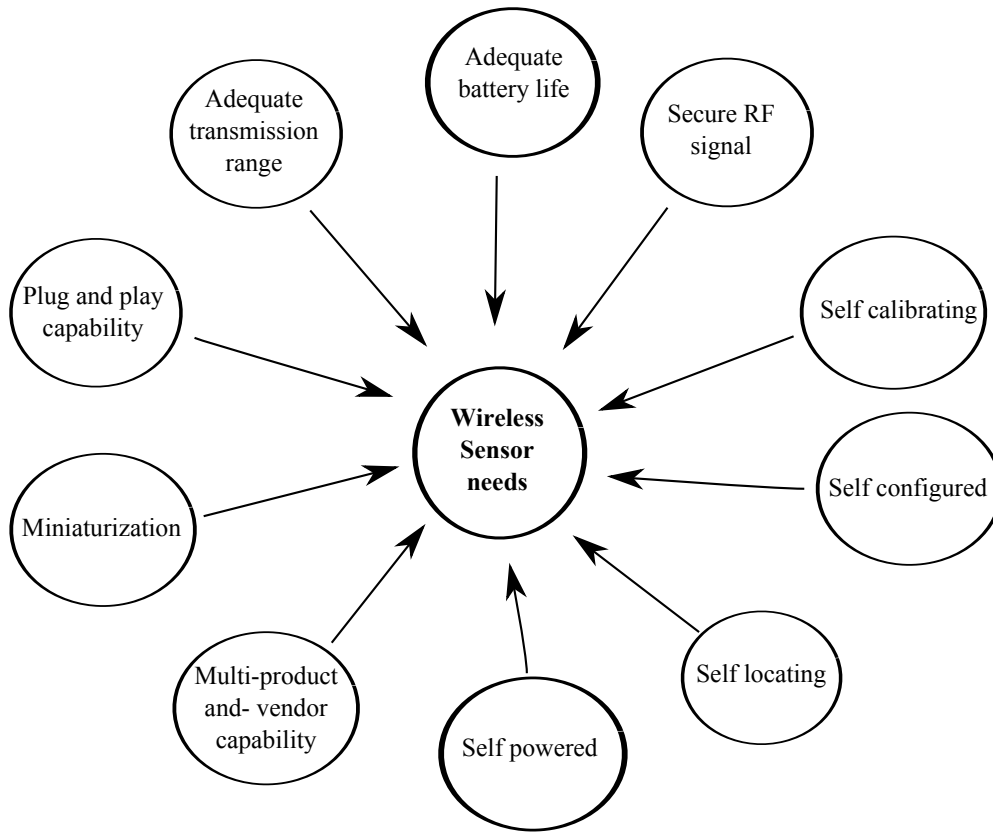 Adequate
battery life
Adequate
transmission
range
Secure RF
signal
Plug and play
capability
Self calibrating
Wireless
Sensor
needs
Self configured
Miniaturization
Self locating
Multi-product
and- vendor
capability
Self powered